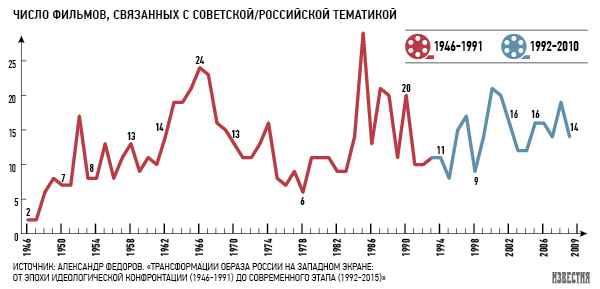 ЧИСЛО ФИЛЬМОВ, СВЯЗАННЫХ С СОВЕТСКОЙ/РОССИЙСКОЙ ТЕМАТИКОЙ
1946–1991 1992–2010
25
20
15
10
5
0
2 7 8 13 14 24 13 6 20 11 9 16 16 14
1946 1950 1954 1958 1962 1966 1970 1974 1978 1982 1986 1990 1994 1998 2002 2006 2009
ИСТОЧНИК: АЛЕКСАНДР ФЕДОРОВ. «ТРАНСФОРМАЦИИ ОБРАЗА РОССИИ НА ЗАПАДНОМ ЭКРАНЕ:
ОТ ЭПОХИ ИДЕОЛОГИЧЕСКОЙ КОНФРОНТАЦИИ (1946-1991) ДО СОВРЕМЕННОГО ЭТАПА (1992-2015)»
ИЗВЕСТИЯ